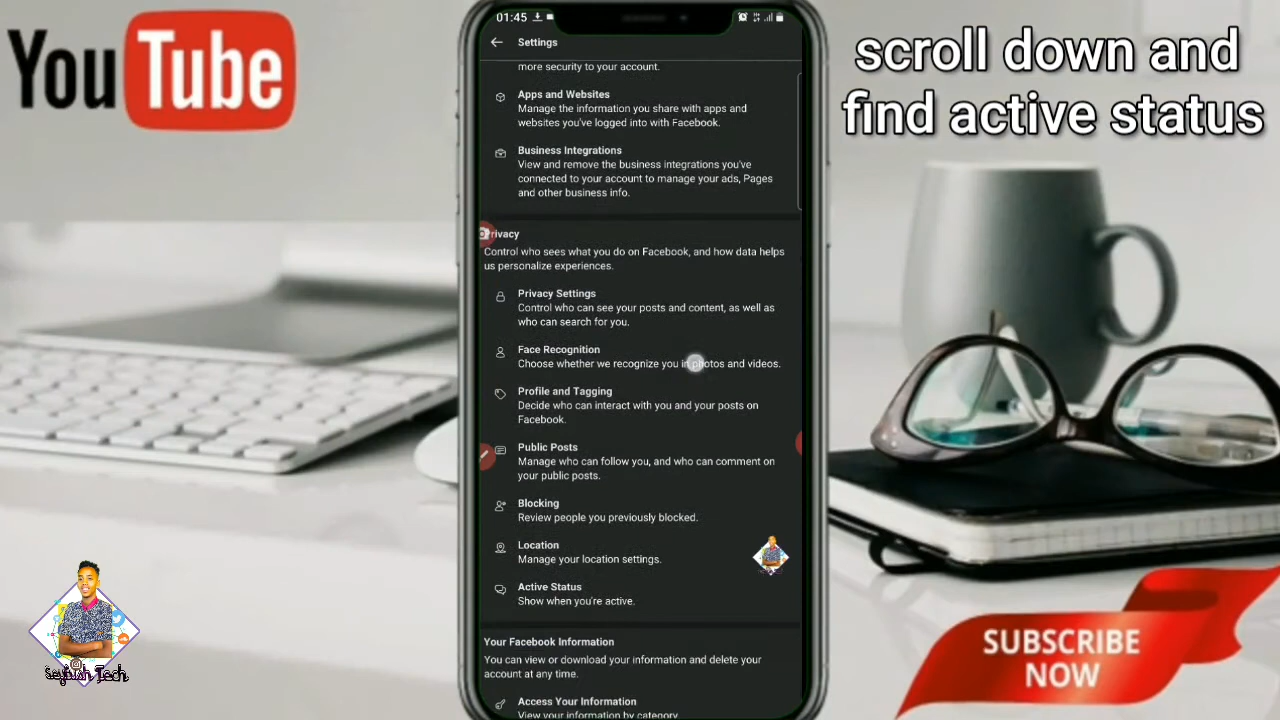 YouTube
scroll down and
find active status
01:45
Settings
more security to your account.
Apps and Websites
Manage the information you share with apps and
websites you've logged into with Facebook.
Business Integrations
View and remove the business integrations you've
connected to your account to manage your ads, Pages
and other business info.
rivacy
Control who sees what you do on Facebook, and how data helps
us personalize experiences.
Privacy Settings
Control who can see your posts and content, as well as
who can search for you.
Face Recognition
Choose whether we recognize you in photos and videos.
Profile and Tagging
Decide who can interact with you and your posts on
Facebook.
Public Posts
Manage who can follow you, and who can comment on
your public posts.
Blocking
Review people you previously blocked.
Location
Manage your location settings.
Active Status
Show when you're active.
Your Facebook Information
You can view or download your information and delete your
account at any time.
Access Your Information
View your information by category.
Tech
SUBSCRIBE
NOW